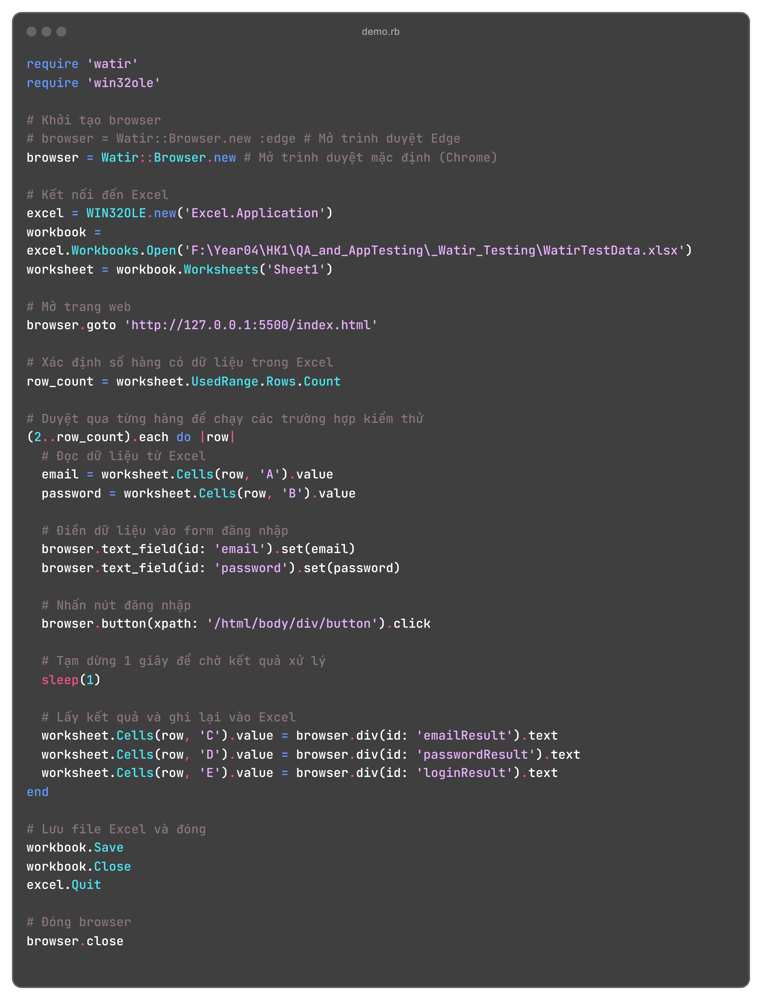 demo.rb
require 'watir'
require 'win32ole'
# Khởi tạo browser
# browser = Watir::Browser.new :edge # Mở trình duyệt Edge
browser = Watir::Browser.new # Mở trình duyệt mặc định (Chrome)
# Kết nối đến Excel
excel = WIN32OLE.new('Excel.Application')
workbook =
excel.Workbooks.Open('F:\Year04\HK1\QA_and_AppTesting\_Watir_Testing\WatirTestData.xlsx')
worksheet = workbook.Worksheets('Sheet1')
# Mở trang web
browser.goto 'http://127.0.0.1:5500/index.html'
# Xác định số hàng có dữ liệu trong Excel
row_count = worksheet.UsedRange.Rows.Count
# Duyệt qua từng hàng để chạy các trường hợp kiểm thử
(2..row_count).each do |row|
  # Đọc dữ liệu từ Excel
  email = worksheet.Cells(row, 'A').value
  password = worksheet.Cells(row, 'B').value
  # Điền dữ liệu vào form đăng nhập
  browser.text_field(id: 'email').set(email)
  browser.text_field(id: 'password').set(password)
  # Nhấn nút đăng nhập
  browser.button(xpath: '/html/body/div/button').click
  # Tạm dừng 1 giây để chờ kết quả xử lý
  sleep(1)
  # Lấy kết quả và ghi lại vào Excel
  worksheet.Cells(row, 'C').value = browser.div(id: 'emailResult').text
  worksheet.Cells(row, 'D').value = browser.div(id: 'passwordResult').text
  worksheet.Cells(row, 'E').value = browser.div(id: 'loginResult').text
end
# Lưu file Excel và đóng
workbook.Save
workbook.Close
excel.Quit
# Đóng browser
browser.close